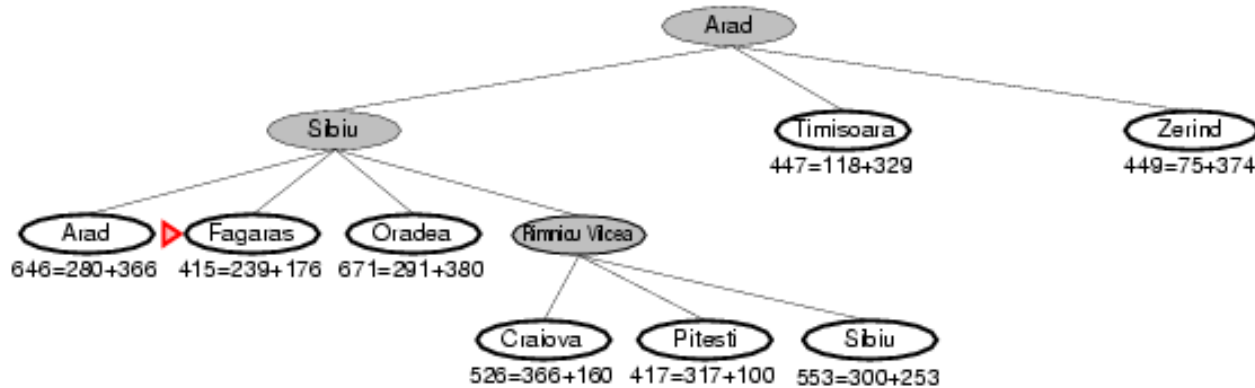 Arad
Sibiu Timisoara Zerind
447=118+329 449=75+374
Arad Fagaras Oradea Rimnicu Vilcea
646=280+366 415=239+176 671=291+380
Craiova Pitesti Sibiu
526=366+160 417=317+100 553=300+253